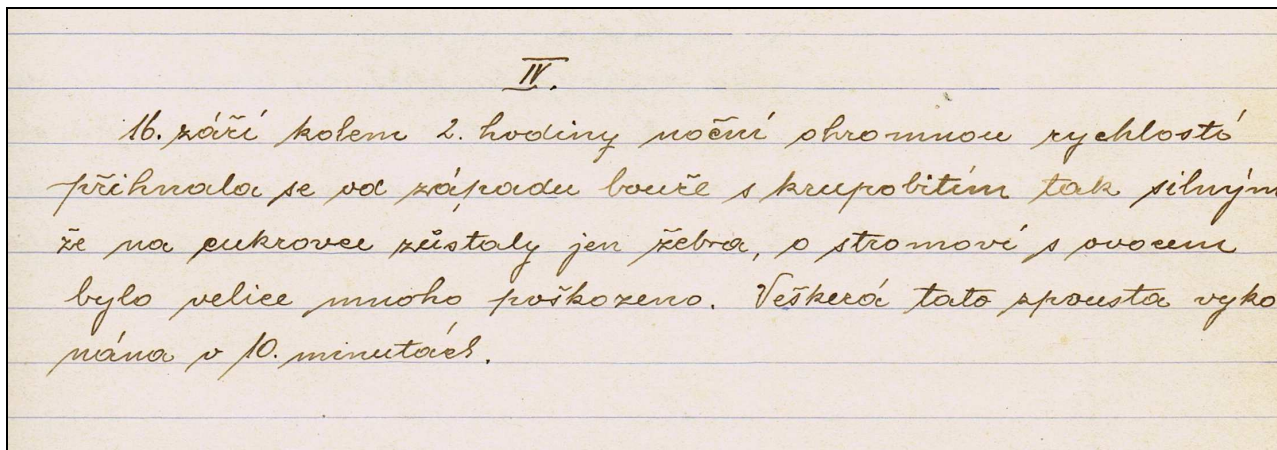 IV.
16. září kolem 2. hodiny noční ohromnou rychlostí
přihnala se od západu bouře s krupobitím tak silným
že na cukrovce zůstaly jen žebra, o stromoví s ovocem
bylo velice mnoho poškozeno. Veškerá tato spousta vyko
nána v 10. minutách.